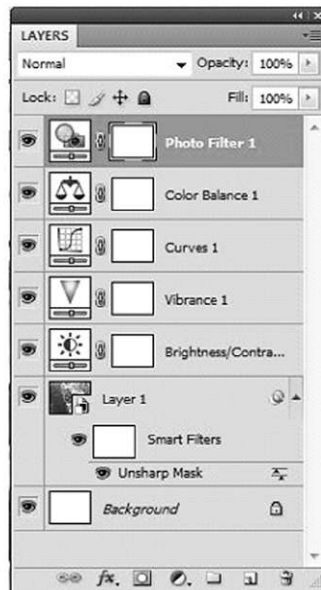 LAYERS
Normal Opacity: 100%
Lock: Fill: 100%
Photo Filter 1
Color Balance 1
Curves 1
Vibrance 1
Brightness/Contra...
Layer 1
Smart Filters
Unsharp Mask
Background
fx.